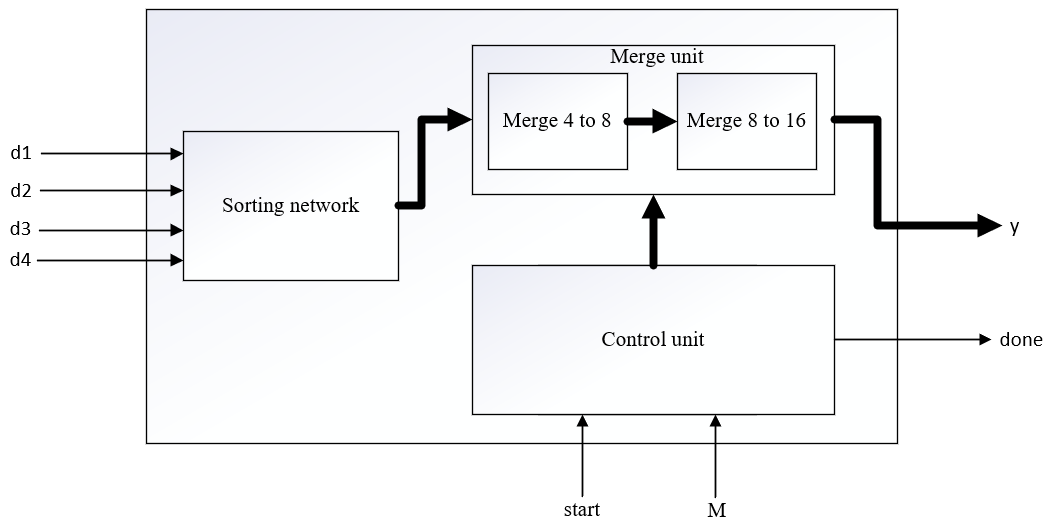 Merge unit
Merge 4 to 8
Merge 8 to 16
d1
d2
d3
d4
Sorting network
y
Control unit
done
start
M